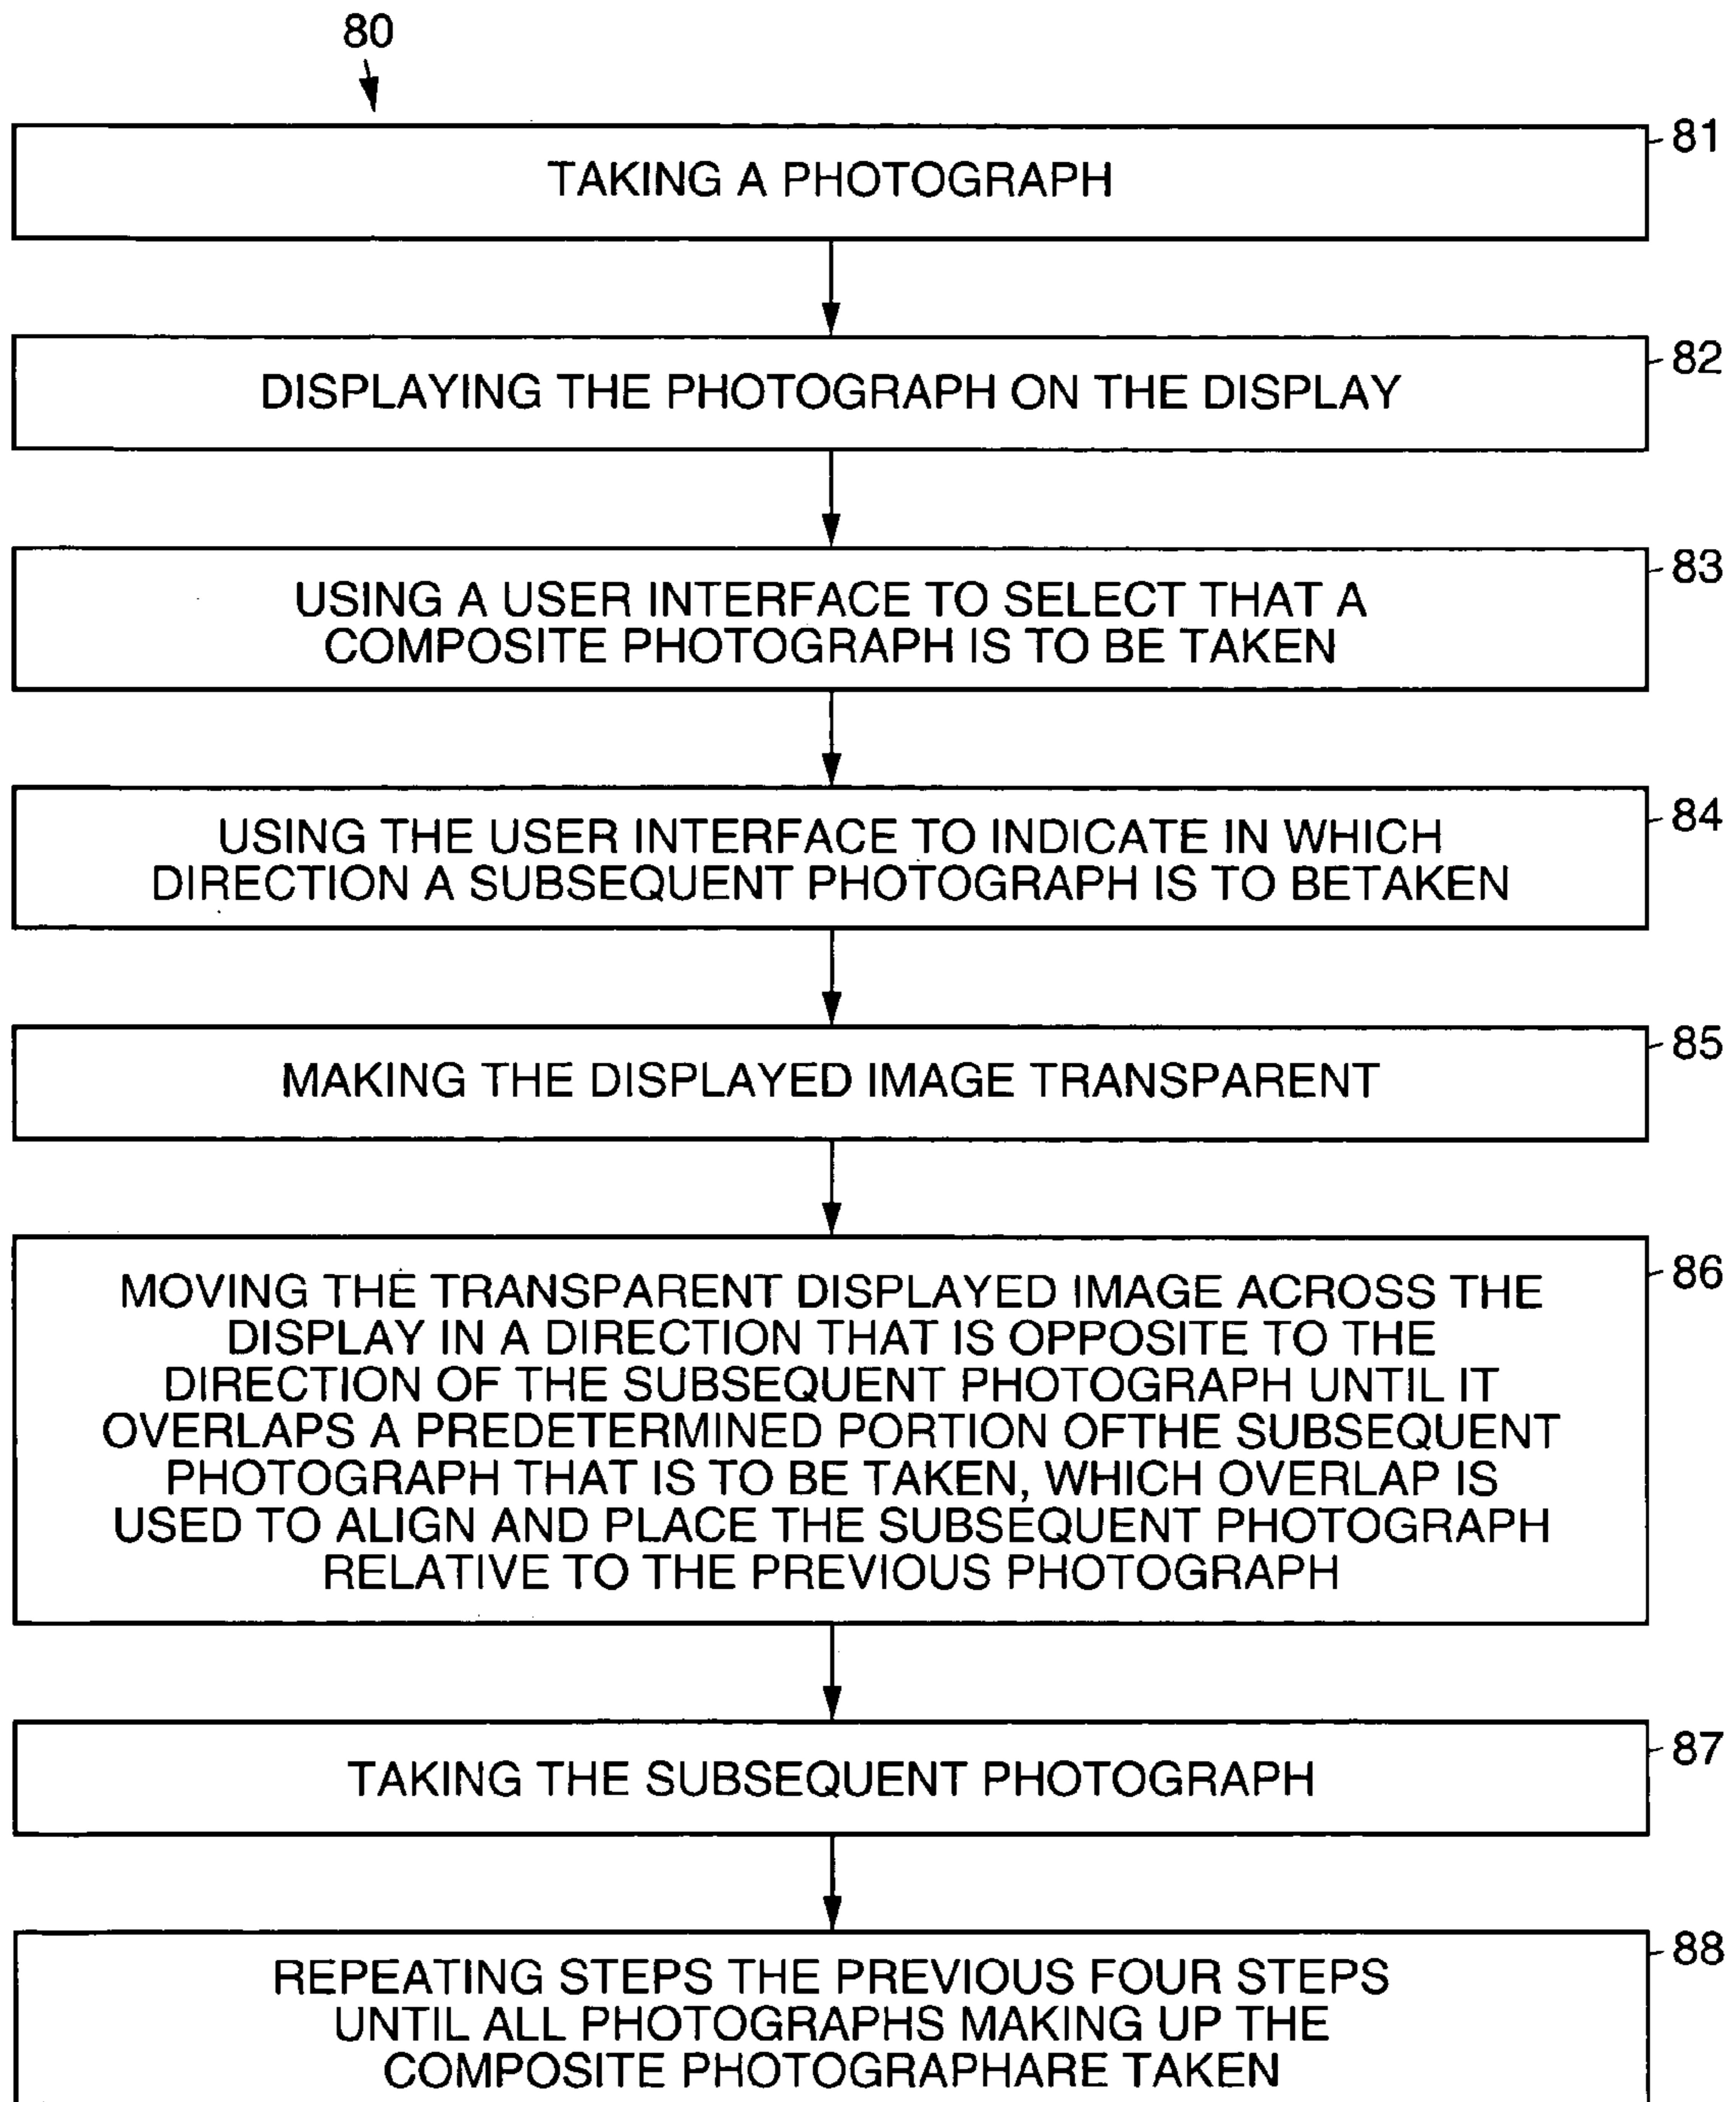 80
81
TAKING A PHOTOGRAPH
82
DISPLAYING THE PHOTOGRAPH ON THE DISPLAY
83
USING A USER INTERFACE TO SELECT THAT A
COMPOSITE PHOTOGRAPH IS TO BE TAKEN
84
USING THE USER INTERFACE TO INDICATE IN WHICH
DIRECTION A SUBSEQUENT PHOTOGRAPH IS TO BETAKEN
85
MAKING THE DISPLAYED IMAGE TRANSPARENT
86
MOVING THE TRANSPARENT DISPLAYED IMAGE ACROSS THE
DISPLAY IN A DIRECTION THAT IS OPPOSITE TO THE
DIRECTION OF THE SUBSEQUENT PHOTOGRAPH UNTIL IT
OVERLAPS A PREDETERMINED PORTION OFTHE SUBSEQUENT
PHOTOGRAPH THAT IS TO BE TAKEN, WHICH OVERLAP IS
USED TO ALIGN AND PLACE THE SUBSEQUENT PHOTOGRAPH
RELATIVE TO THE PREVIOUS PHOTOGRAPH
87
TAKING THE SUBSEQUENT PHOTOGRAPH
88
REPEATING STEPS THE PREVIOUS FOUR STEPS
UNTIL ALL PHOTOGRAPHS MAKING UP THE
COMPOSITE PHOTOGRAPHARE TAKEN